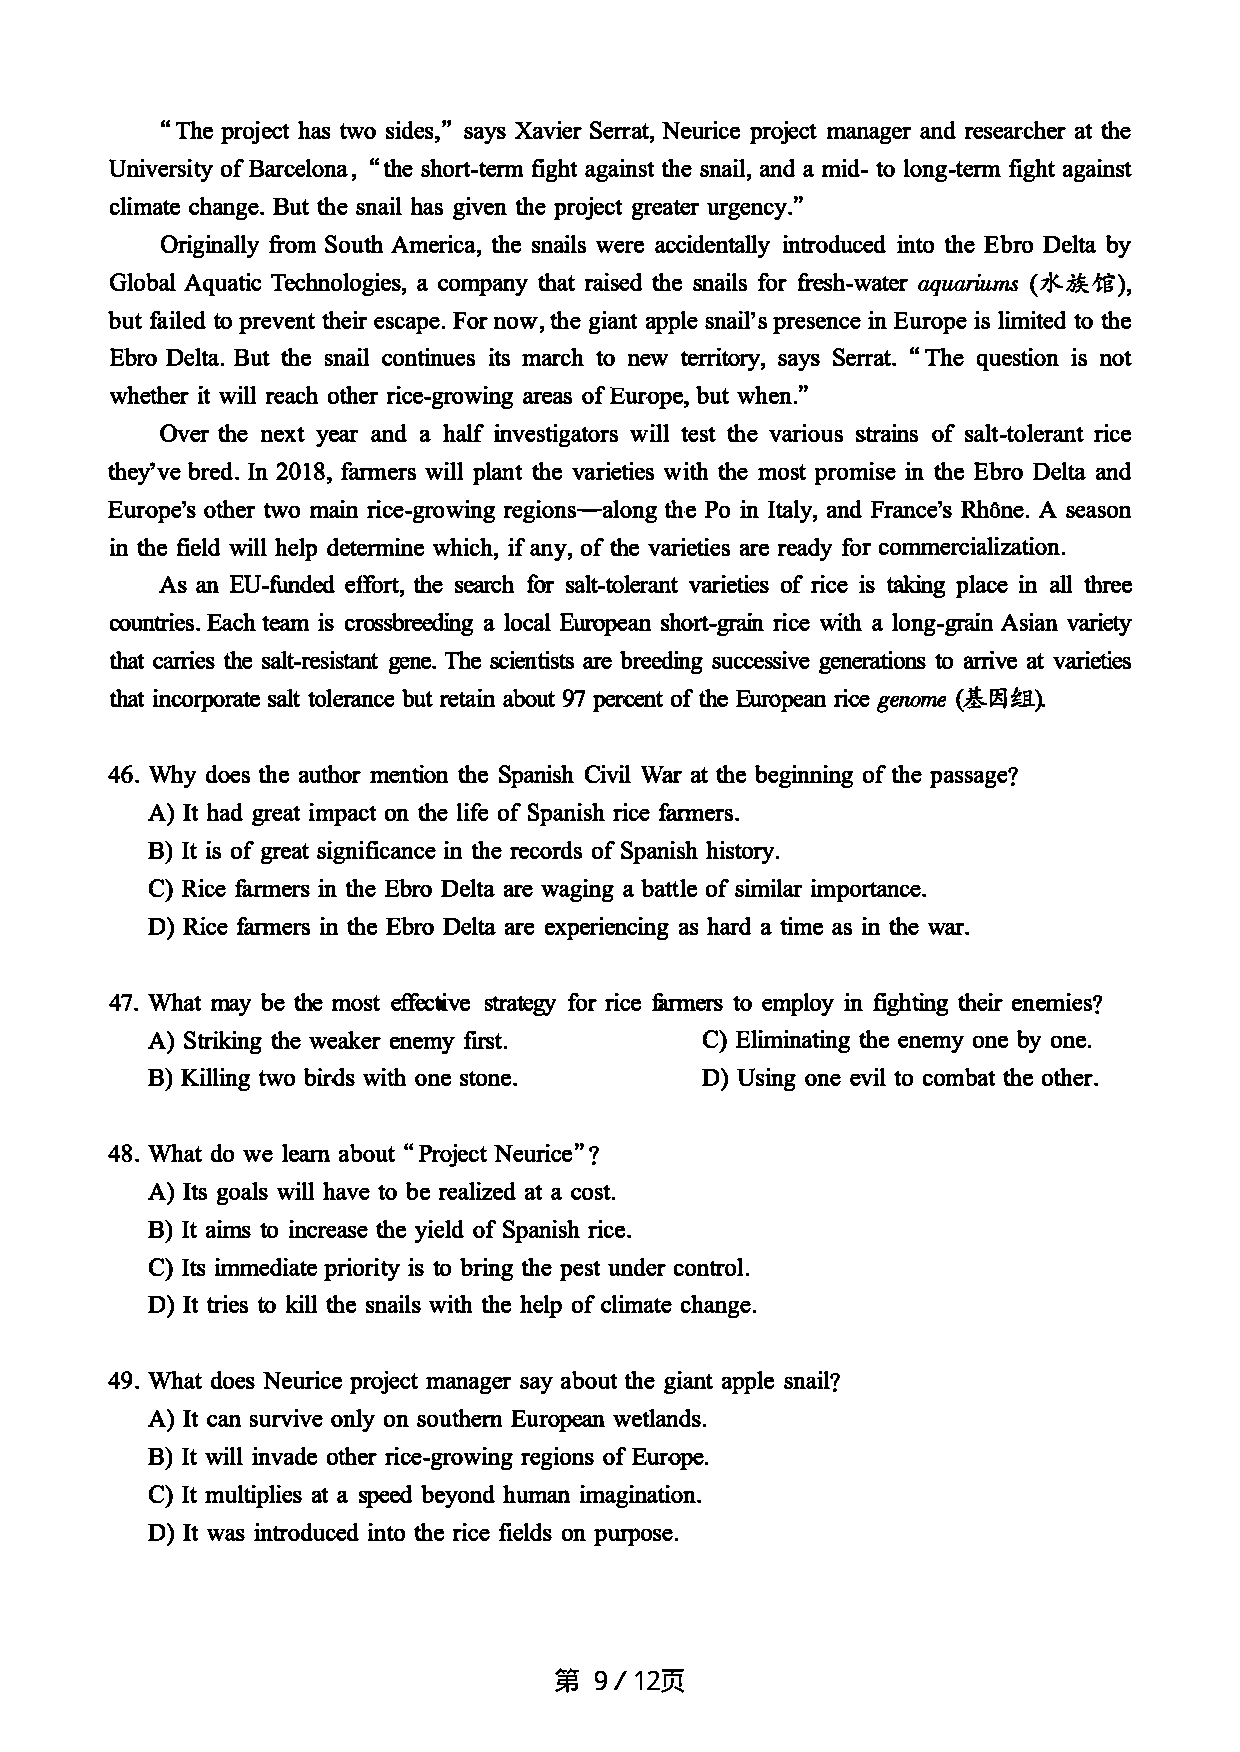 “The project has two sides,” says Xavier Serrat, Neurice project manager and researcher at the
University of Barcelona, “the short-term fight against the snail, and a mid- to long-term fight against
climate change. But the snail has given the project greater urgency.”
Originally from South America, the snails were accidentally introduced into the Ebro Delta by
Global Aquatic Technologies, a company that raised the snails for fresh-water aquariums (水族馆),
but failed to prevent their escape. For now, the giant apple snail’s presence in Europe is limited to the
Ebro Delta. But the snail continues its march to new territory, says Serrat. “The question is not
whether it will reach other rice-growing areas of Europe, but when.”
Over the next year and a half investigators will test the various strains of salt-tolerant rice
they’ve bred. In 2018, farmers will plant the varieties with the most promise in the Ebro Delta and
Europe’s other two main rice-growing regions—along the Po in Italy, and France’s Rhône. A season
in the field will help determine which, if any, of the varieties are ready for commercialization.
As an EU-funded effort, the search for salt-tolerant varieties of rice is taking place in all three
countries. Each team is crossbreeding a local European short-grain rice with a long-grain Asian variety
that carries the salt-resistant gene. The scientists are breeding successive generations to arrive at varieties
that incorporate salt tolerance but retain about 97 percent of the European rice genome (基因组).
46. Why does the author mention the Spanish Civil War at the beginning of the passage?
A) It had great impact on the life of Spanish rice farmers.
B) It is of great significance in the records of Spanish history.
C) Rice farmers in the Ebro Delta are waging a battle of similar importance.
D) Rice farmers in the Ebro Delta are experiencing as hard a time as in the war.
47. What may be the most effective strategy for rice farmers to employ in fighting their enemies?
A) Striking the weaker enemy first. C) Eliminating the enemy one by one.
B) Killing two birds with one stone. D) Using one evil to combat the other.
48. What do we learn about “Project Neurice”?
A) Its goals will have to be realized at a cost.
B) It aims to increase the yield of Spanish rice.
C) Its immediate priority is to bring the pest under control.
D) It tries to kill the snails with the help of climate change.
49. What does Neurice project manager say about the giant apple snail?
A) It can survive only on southern European wetlands.
B) It will invade other rice-growing regions of Europe.
C) It multiplies at a speed beyond human imagination.
D) It was introduced into the rice fields on purpose.
第 9 / 12页